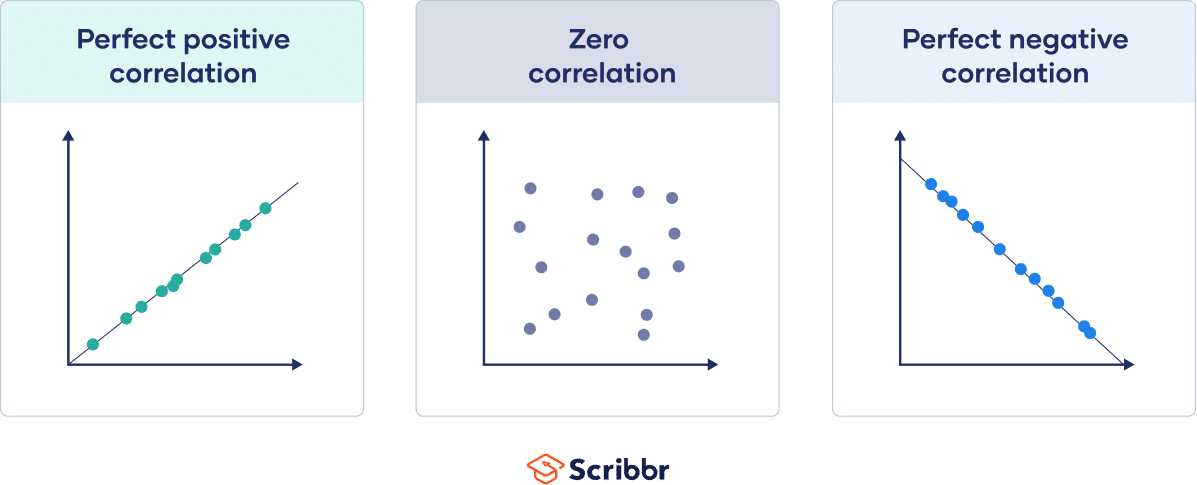 Perfect positive
correlation
Zero
correlation
Perfect negative
correlation
Scribbr